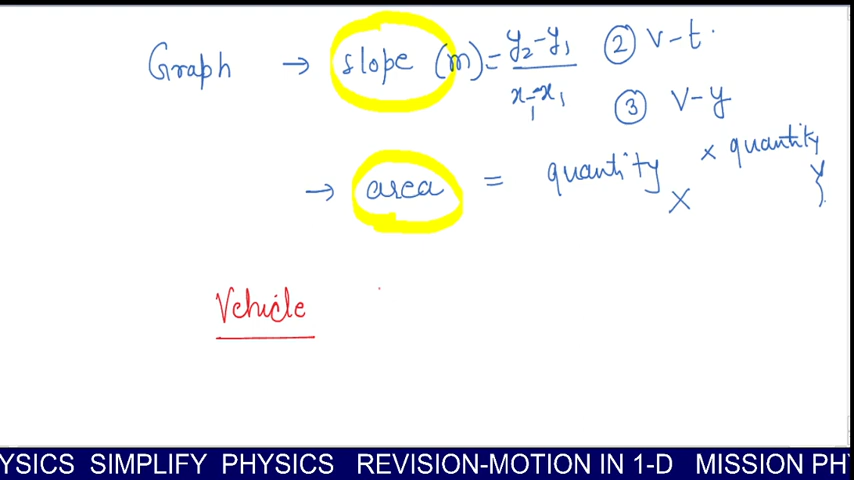 Graph → slope (m) = y₂-y₁ / x₁-x₁ ② v-t
③ v-y
→ area = quantity x × quantity y
Vehicle
YSICS SIMPLIFY PHYSICS REVISION-MOTION IN 1-D MISSION PH